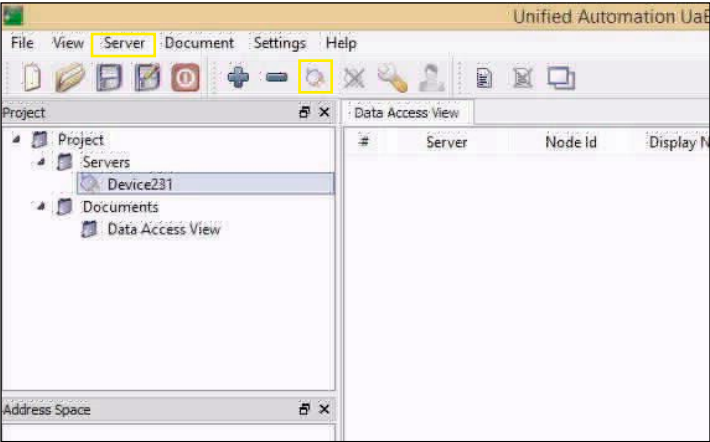 Unified Automation UaE
File View Server Document Settings Help
Project
Data Access View
Project
Servers
Device231
Documents
Data Access View
# Server Node Id Display N
Address Space